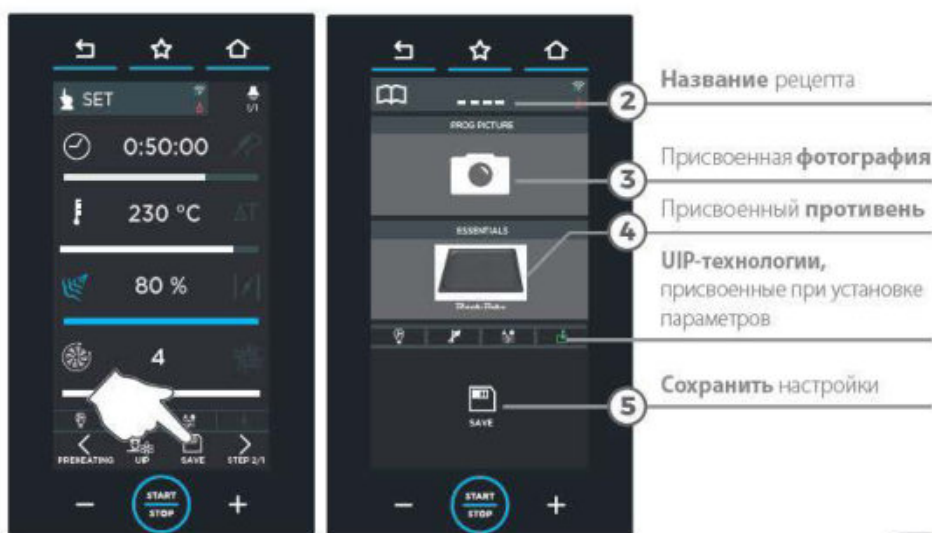 SET
1/1
0:50:00
230 °C
ΔT
80 %
4
PREHEATING
UIP
SAVE
STEP 2/1
START
STOP
PROG PICTURE
ESSENTIALS
SAVE
START
STOP
2
Название рецепта
3
Присвоенная фотография
4
Присвоенный противень
UIP-технологии,
присвоенные при установке
параметров
5
Сохранить настройки